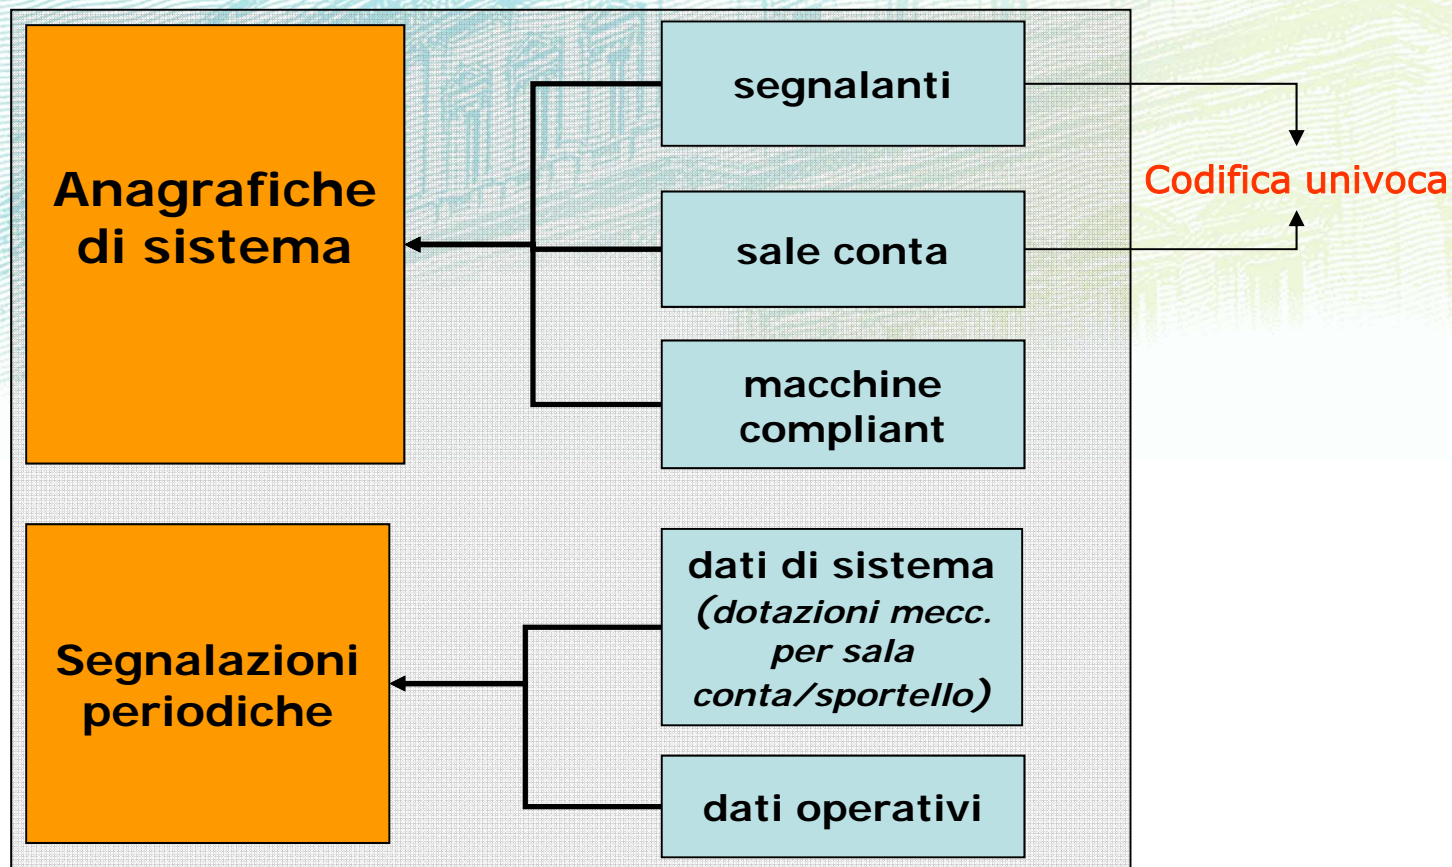 segnalanti
Anagrafiche
di sistema
Codifica univoca
sale conta
macchine
compliant
Segnalazioni
periodiche
dati di sistema
(dotazioni mecc.
per sala
conta/sportello)
dati operativi